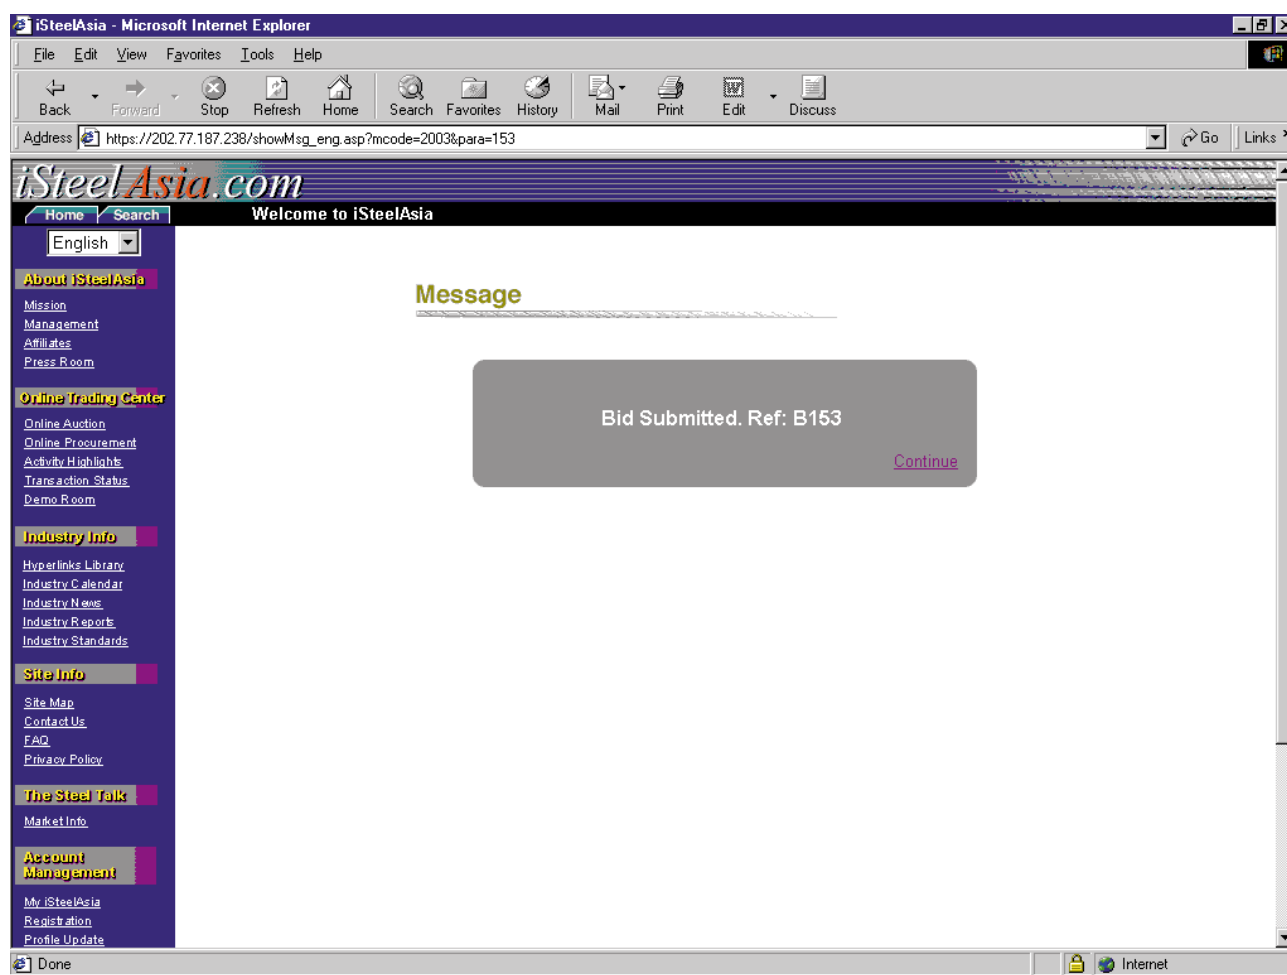 iSteelAsia - Microsoft Internet Explorer
File Edit View Favorites Tools Help
Back Forward Stop Refresh Home Search Favorites History Mail Print Edit Discuss
Address https://202.77.187.238/showMsg_eng.asp?mcode=2003&para=153 Go Links
iSteelAsia.com
Home Search Welcome to iSteelAsia
English
About iSteelAsia
Mission
Management
Affiliates
Press Room
Online Trading Center
Online Auction
Online Procurement
Activity Highlights
Transaction Status
Demo Room
Industry Info
Hyperlinks Library
Industry Calendar
Industry News
Industry Reports
Industry Standards
Site Info
Site Map
Contact Us
FAQ
Privacy Policy
The Steel Talk
Market Info
Account
Management
My iSteelAsia
Registration
Profile Update
Message
Bid Submitted. Ref: B153
Continue
Done Internet